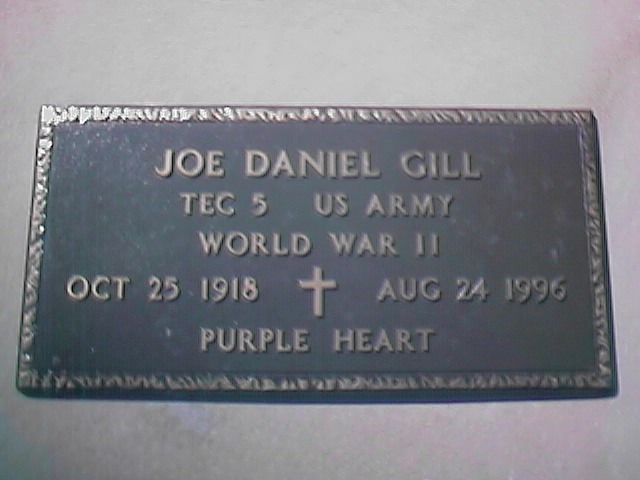 JOE DANIEL GILL
TEC 5 US ARMY
WORLD WAR II
OCT 25 1918 AUG 24 1996
PURPLE HEART